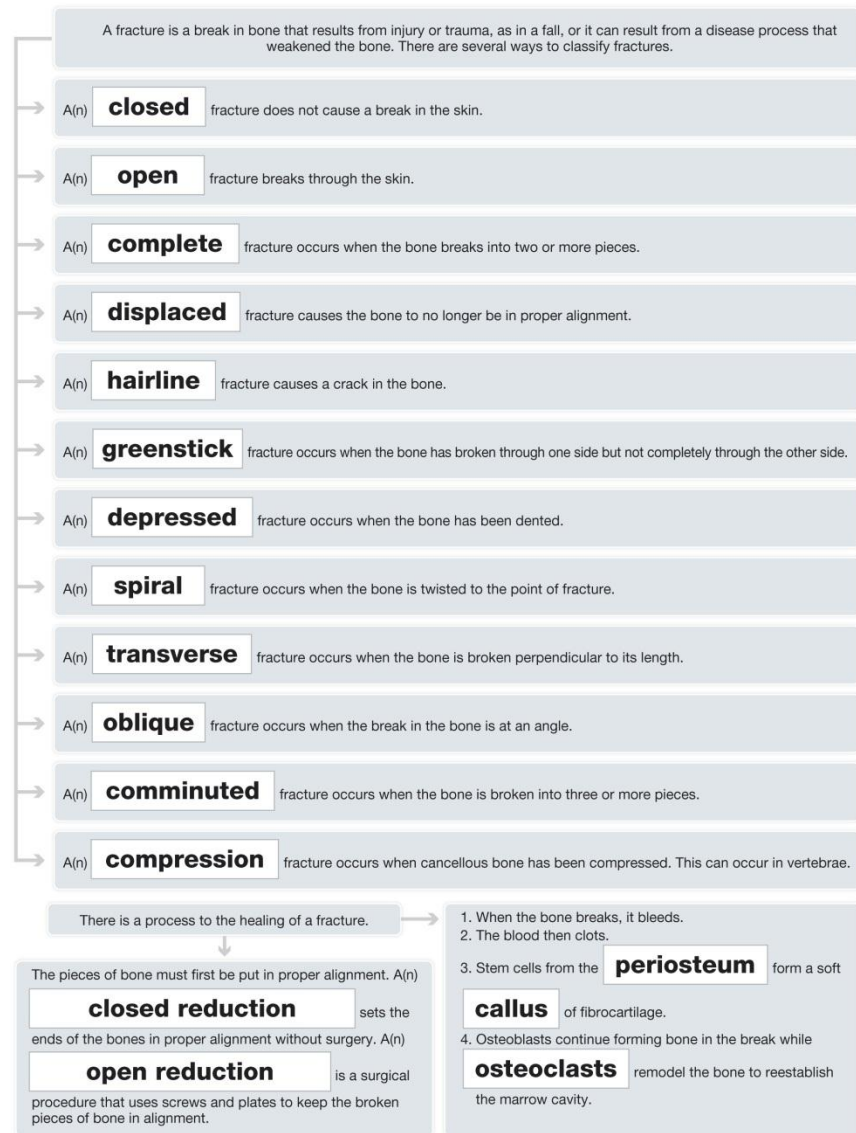 A fracture is a break in bone that results from injury or trauma, as in a fall, or it can result from a disease process that
weakened the bone. There are several ways to classify fractures.
A(n) closed fracture does not cause a break in the skin.
A(n) open fracture breaks through the skin.
A(n) complete fracture occurs when the bone breaks into two or more pieces.
A(n) displaced fracture causes the bone to no longer be in proper alignment.
A(n) hairline fracture causes a crack in the bone.
A(n) greenstick fracture occurs when the bone has broken through one side but not completely through the other side.
A(n) depressed fracture occurs when the bone has been dented.
A(n) spiral fracture occurs when the bone is twisted to the point of fracture.
A(n) transverse fracture occurs when the bone is broken perpendicular to its length.
A(n) oblique fracture occurs when the break in the bone is at an angle.
A(n) comminuted fracture occurs when the bone is broken into three or more pieces.
A(n) compression fracture occurs when cancellous bone has been compressed. This can occur in vertebrae.
There is a process to the healing of a fracture.
The pieces of bone must first be put in proper alignment. A(n)
closed reduction sets the
ends of the bones in proper alignment without surgery. A(n)
open reduction is a surgical
procedure that uses screws and plates to keep the broken
pieces of bone in alignment.
1. When the bone breaks, it bleeds.
2. The blood then clots.
3. Stem cells from the periosteum form a soft
callus of fibrocartilage.
4. Osteoblasts continue forming bone in the break while
osteoclasts remodel the bone to reestablish
the marrow cavity.